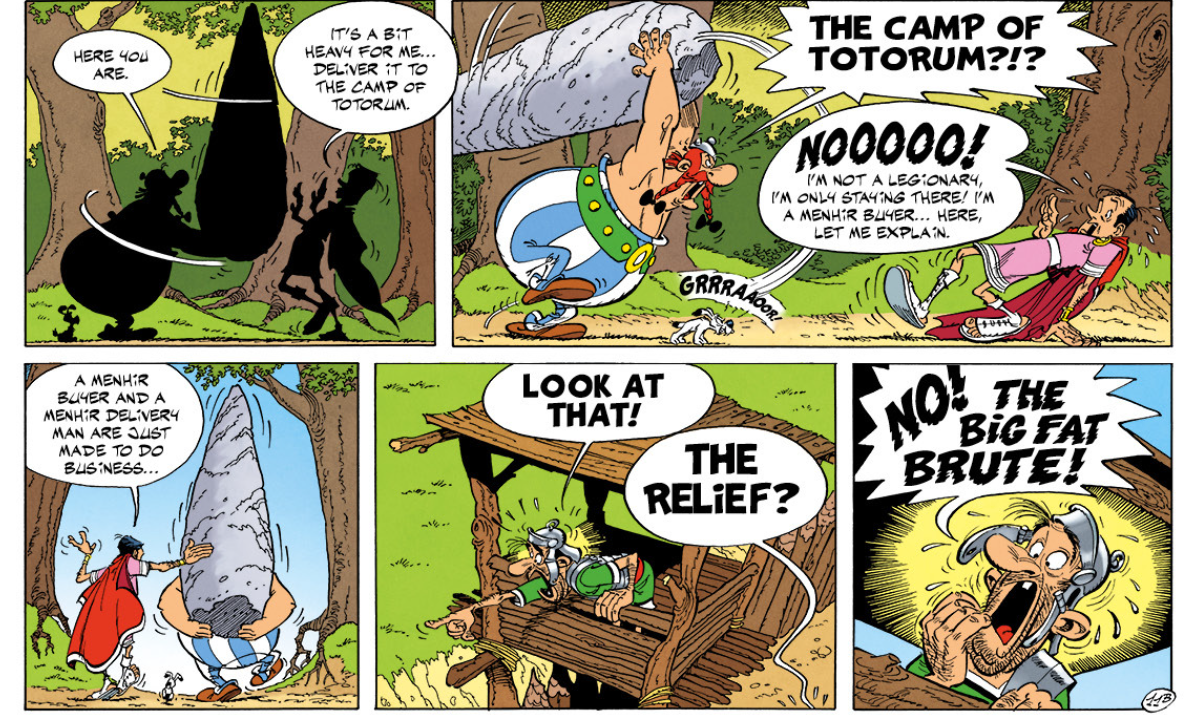 HERE YOU
ARE.
IT'S A BIT
HEAVY FOR ME...
DELIVER IT TO
THE CAMP OF
TOTORUM.
THE CAMP OF
TOTORUM?!?
NOOOOO!
I'M NOT A LEGIONARY,
I'M ONLY STAYING THERE! I'M
A MENHIR BUYER... HERE,
LET ME EXPLAIN.
GRRRAAOOR!
A MENHIR
BUYER AND A
MENHIR DELIVERY
MAN ARE JUST
MADE TO DO
BUSINESS...
LOOK AT
THAT!
THE
RELIEF?
NO! THE
BIG FAT
BRUTE!
11B